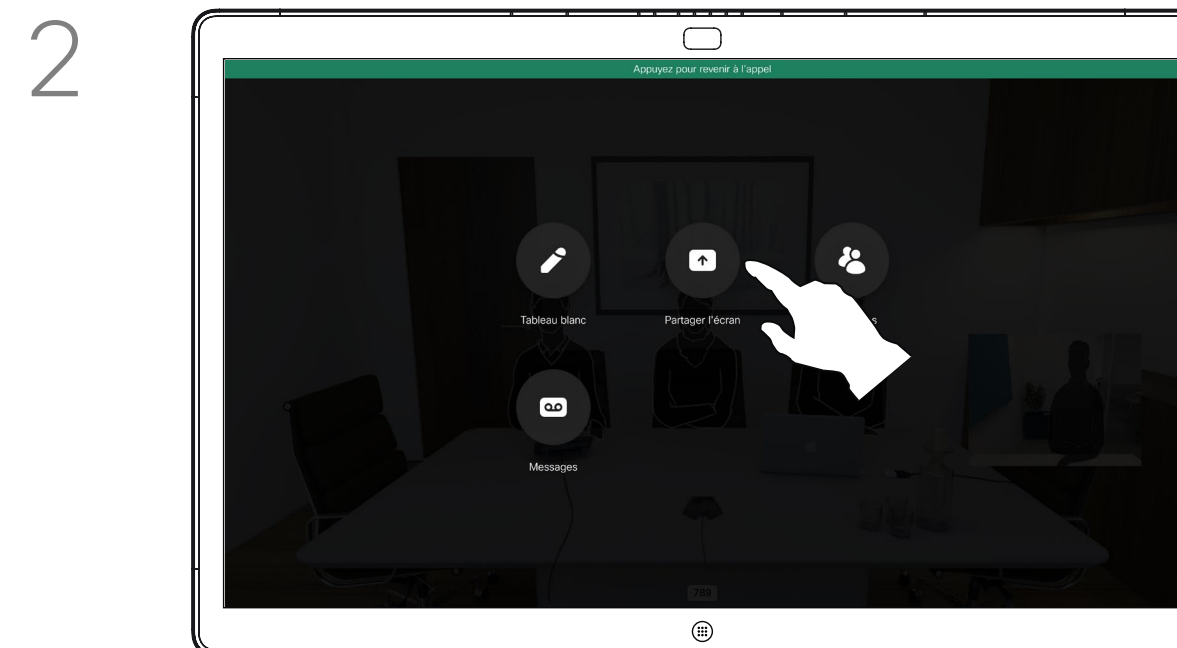 2
Appuyez pour revenir à l'appel
Tableau blanc
Partager l'écran
Messages
789